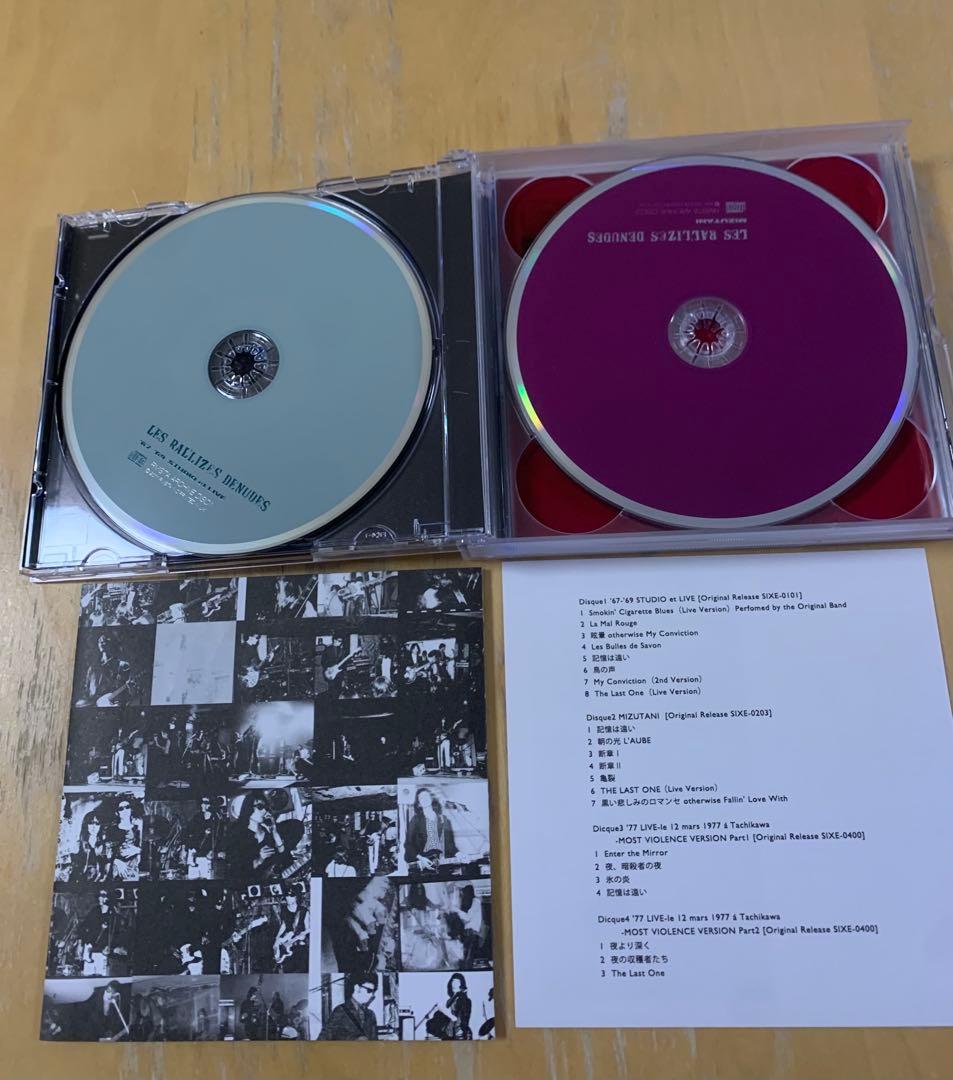 LES RALLIZES DENUDES
'67-'69 STUDIO et LIVE
LES RALLIZES DENUDES
MIZUTANI
Disque1 '67-'69 STUDIO et LIVE [Original Release SIXE-0101]
1 Smokin' Cigarette Blues（Live Version）Perfomed by the Original Band
2 La Mal Rouge
3 眩暈 otherwise My Conviction
4 Les Bulles de Savon
5 記憶は遠い
6 鳥の声
7 My Conviction（2nd Version）
8 The Last One（Live Version）
Disque2 MIZUTANI [Original Release SIXE-0203]
1 記憶は遠い
2 朝の光 L'AUBE
3 断章 I
4 断章 II
5 亀裂
6 THE LAST ONE（Live Version）
7 黒い悲しみのロマンセ otherwise Fallin' Love With
Dicque3 '77 LIVE-le 12 mars 1977 á Tachikawa
-MOST VIOLENCE VERSION Part1 [Original Release SIXE-0400]
1 Enter the Mirror
2 夜、暗殺者の夜
3 氷の炎
4 記憶は遠い
Dicque4 '77 LIVE-le 12 mars 1977 á Tachikawa
-MOST VIOLENCE VERSION Part2 [Original Release SIXE-0400]
1 夜より深く
2 夜の収穫者たち
3 The Last One